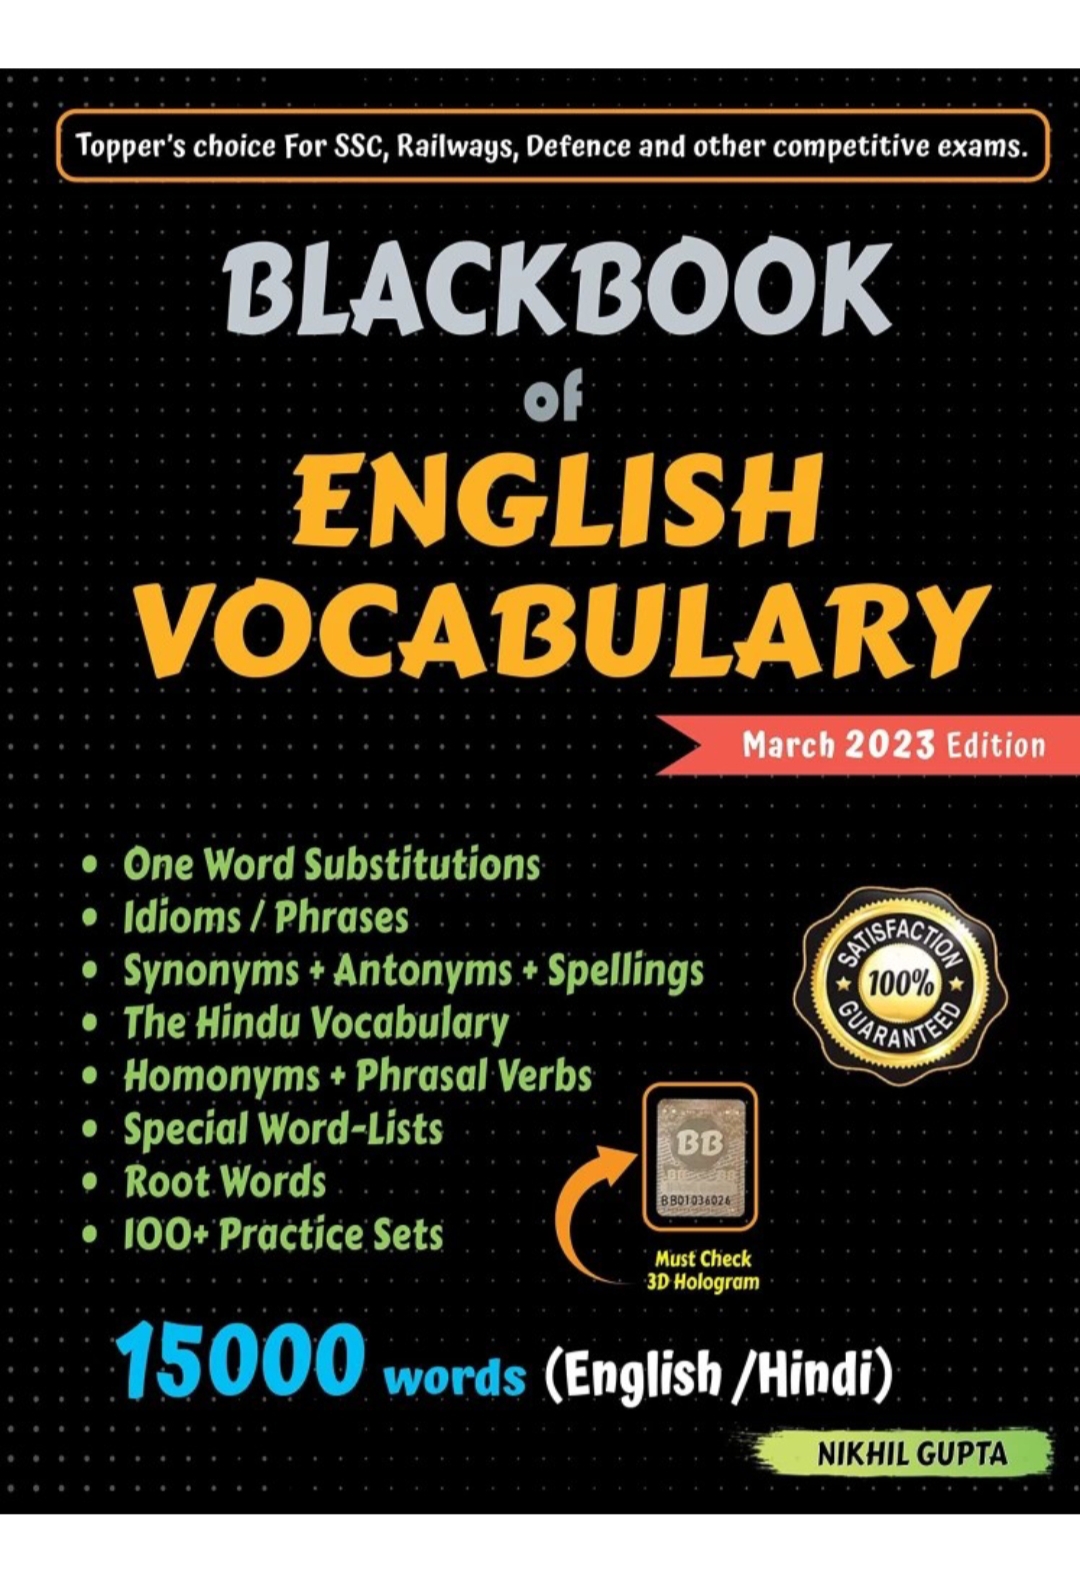 Topper's choice For SSC, Railways, Defence and other competitive exams.
BLACKBOOK
of
ENGLISH
VOCABULARY
March 2023 Edition
• One Word Substitutions
• Idioms / Phrases
• Synonyms + Antonyms + Spellings
• The Hindu Vocabulary
• Homonyms + Phrasal Verbs
• Special Word-Lists
• Root Words
• 100+ Practice Sets
SATISFACTION
100%
GUARANTEED
BB
BB01036026
Must Check
3D Hologram
15000 words (English /Hindi)
NIKHIL GUPTA